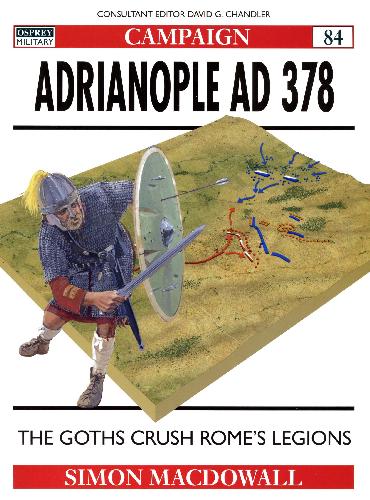 CONSULTANT EDITOR DAVID G. CHANDLER
OSPREY
MILITARY
CAMPAIGN
84
ADRIANOPLE AD 378
THE GOTHS CRUSH ROME'S LEGIONS
SIMON MACDOWALL